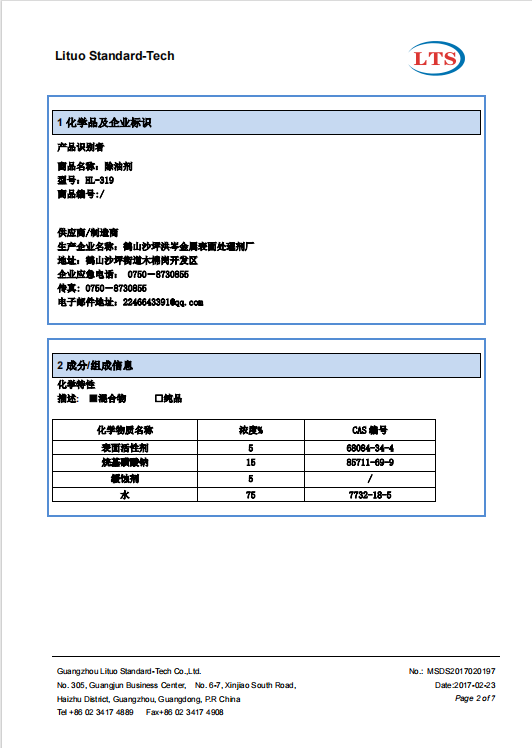 Lituo Standard-Tech
LTS
1 化学品及企业标识
产品识别者
商品名称：除油剂
型号：HL-319
商品编号:/
供应商/制造商
生产企业名称：鹤山沙坪洪岑金属表面处理剂厂
地址：鹤山沙坪街道木棉岗开发区
企业应急电话： 0750－8730855
传真：0750－8730855
电子邮件地址：2246643391@qq.com
2 成分/组成信息
化学特性
描述: ■混合物 □纯品
化学物质名称 浓度% CAS 编号
表面活性剂 5 68084-34-4
烷基磺酸钠 15 85711-69-9
缓蚀剂 5 /
水 75 7732-18-5
Guangzhou Lituo Standard-Tech Co.,Ltd. No.: MSDS2017020197
No. 305, Guangjun Business Center, No. 6-7, Xinjiao South Road, Date:2017-02-23
Haizhu District, Guangzhou, Guangdong, P.R China Page 2 of 7
Tel +86 02 3417 4889 Fax+86 02 3417 4908